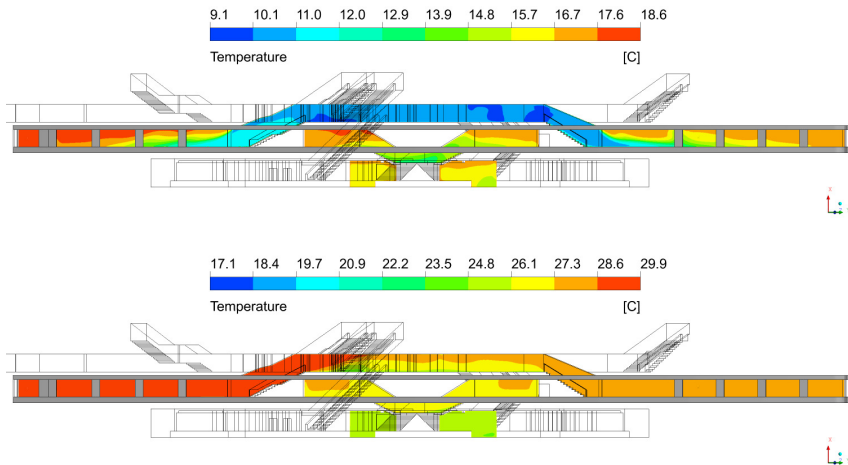 9.1 10.1 11.0 12.0 12.9 13.9 14.8 15.7 16.7 17.6 18.6
Temperature [C]
17.1 18.4 19.7 20.9 22.2 23.5 24.8 26.1 27.3 28.6 29.9
Temperature [C]